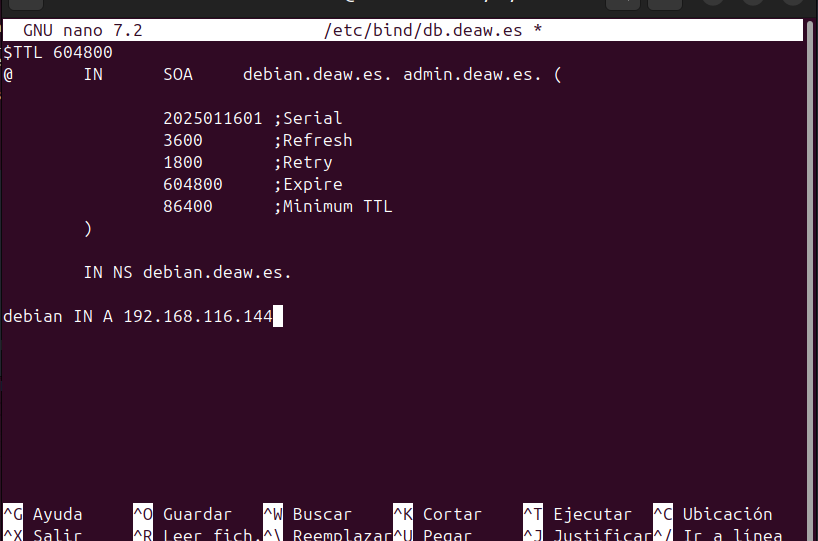 GNU nano 7.2 /etc/bind/db.deaw.es *
$TTL 604800
@ IN SOA debian.deaw.es. admin.deaw.es. (
2025011601 ;Serial
3600 ;Refresh
1800 ;Retry
604800 ;Expire
86400 ;Minimum TTL
)
IN NS debian.deaw.es.
debian IN A 192.168.116.144
^G Ayuda ^O Guardar ^W Buscar ^K Cortar ^T Ejecutar ^C Ubicación
^X Salir ^R Leer fich. ^\ Reemplazar ^U Pegar ^J Justificar ^/ Ir a línea